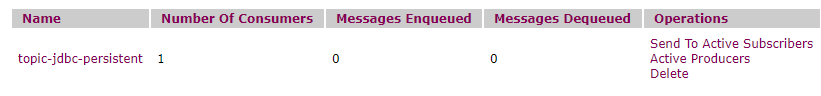 Name Number Of Consumers Messages Enqueued Messages Dequeued Operations
topic-jdbc-persistent 1 0 0 Send To Active Subscribers
Active Producers
Delete